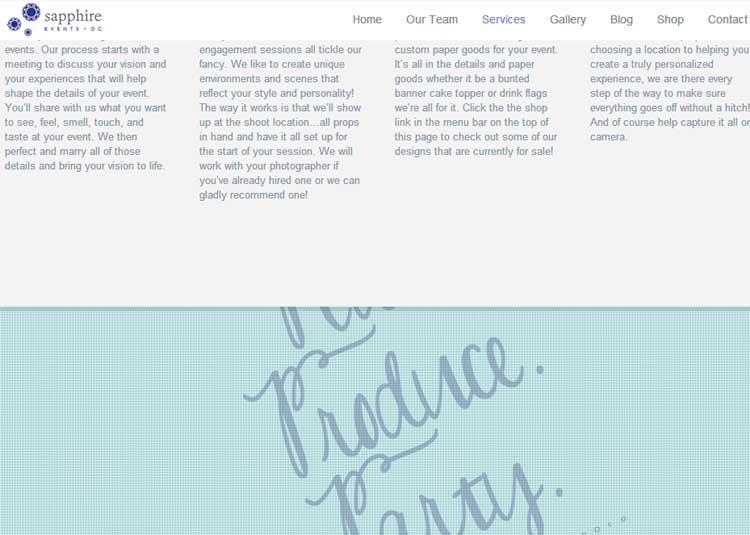 sapphire
EVENTS • DC
Home Our Team Services Gallery Blog Shop Contact
events. Our process starts with a
meeting to discuss your vision and
your experiences that will help
shape the details of your event.
You'll share with us what you want
to see, feel, smell, touch, and
taste at your event. We then
perfect and marry all of those
details and bring your vision to life.
engagement sessions all tickle our
fancy. We like to create unique
environments and scenes that
reflect your style and personality!
The way it works is that we'll show
up at the shoot location...all props
in hand and have it all set up for
the start of your session. We will
work with your photographer if
you've already hired one or we can
gladly recommend one!
custom paper goods for your event.
It's all in the details and paper
goods whether it be a bunted
banner cake topper or drink flags
we're all for it. Click the the shop
link in the menu bar on the top of
this page to check out some of our
designs that are currently for sale!
choosing a location to helping you
create a truly personalized
experience, we are there every
step of the way to make sure
everything goes off without a hitch!
And of course help capture it all on
camera.
Produce.
Party.